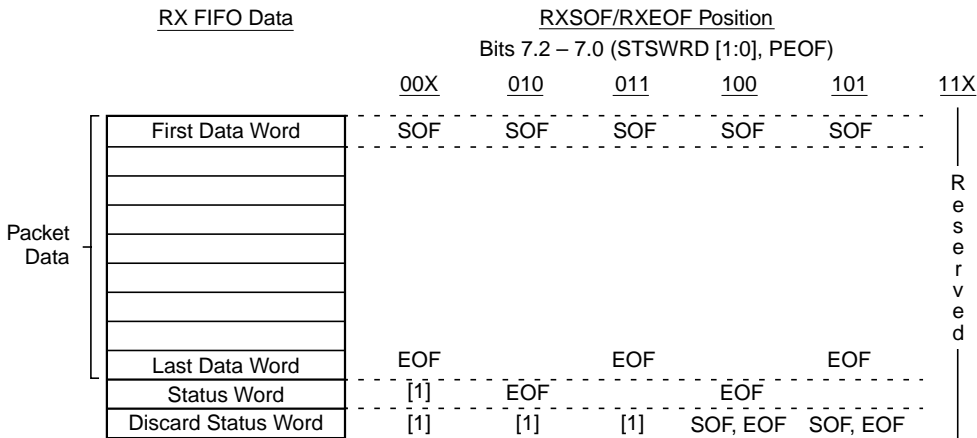 RX FIFO Data RXSOF/RXEOF Position
Bits 7.2 – 7.0 (STSWRD [1:0], PEOF)
00X 010 011 100 101 11X
First Data Word SOF SOF SOF SOF SOF
Reserved
Packet
Data
Last Data Word EOF EOF EOF
Status Word [1] EOF EOF
Discard Status Word [1] [1] [1] SOF, EOF SOF, EOF